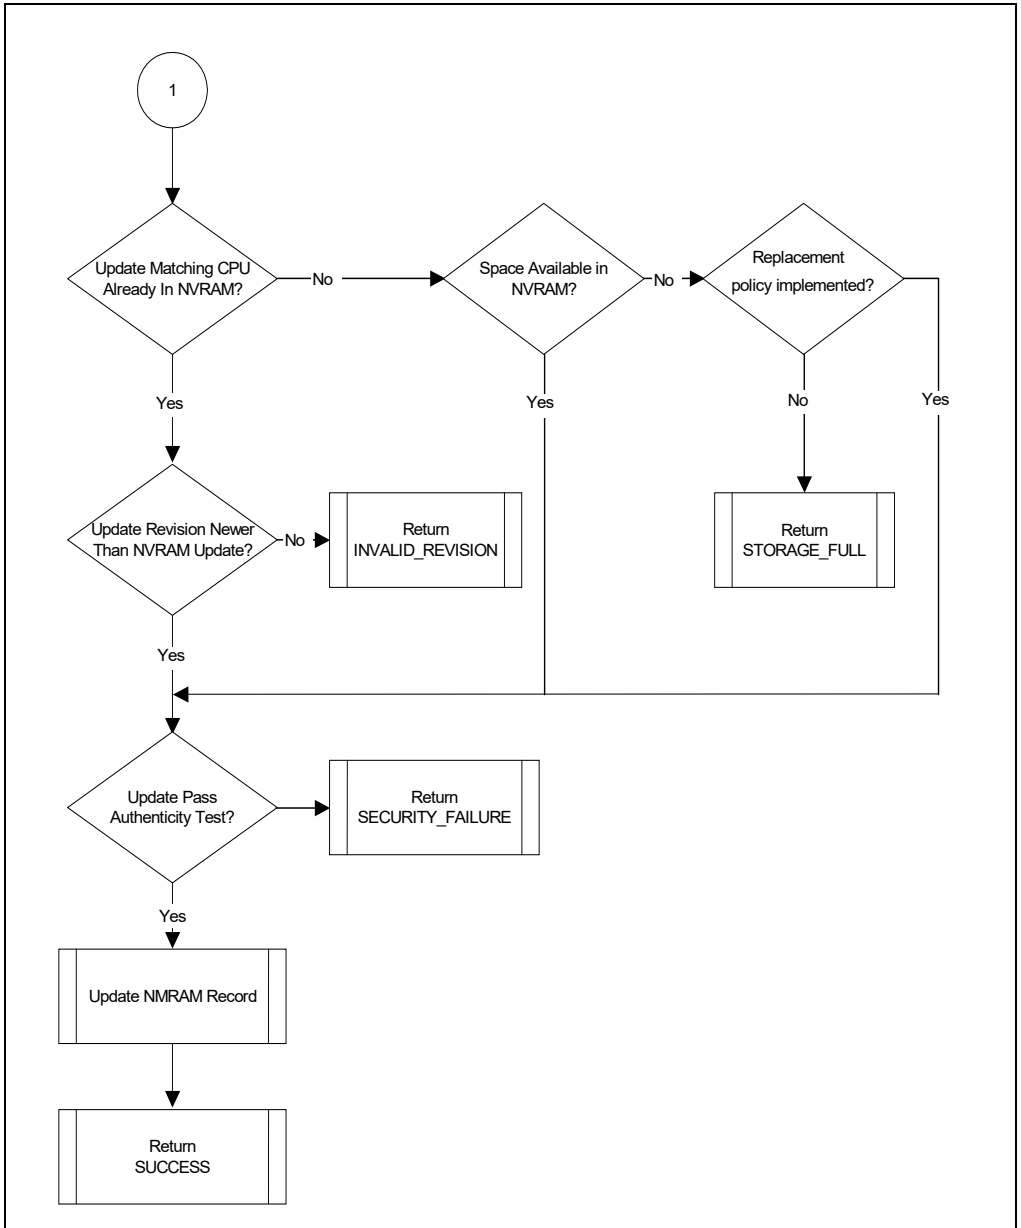 1
Update Matching CPU
Already In NVRAM?
No
Space Available in
NVRAM?
No
Replacement
policy implemented?
Yes
Yes
No
Yes
Update Revision Newer
Than NVRAM Update?
No
Return
INVALID_REVISION
Return
STORAGE_FULL
Yes
Update Pass
Authenticity Test?
Return
SECURITY_FAILURE
Yes
Update NMRAM Record
Return
SUCCESS